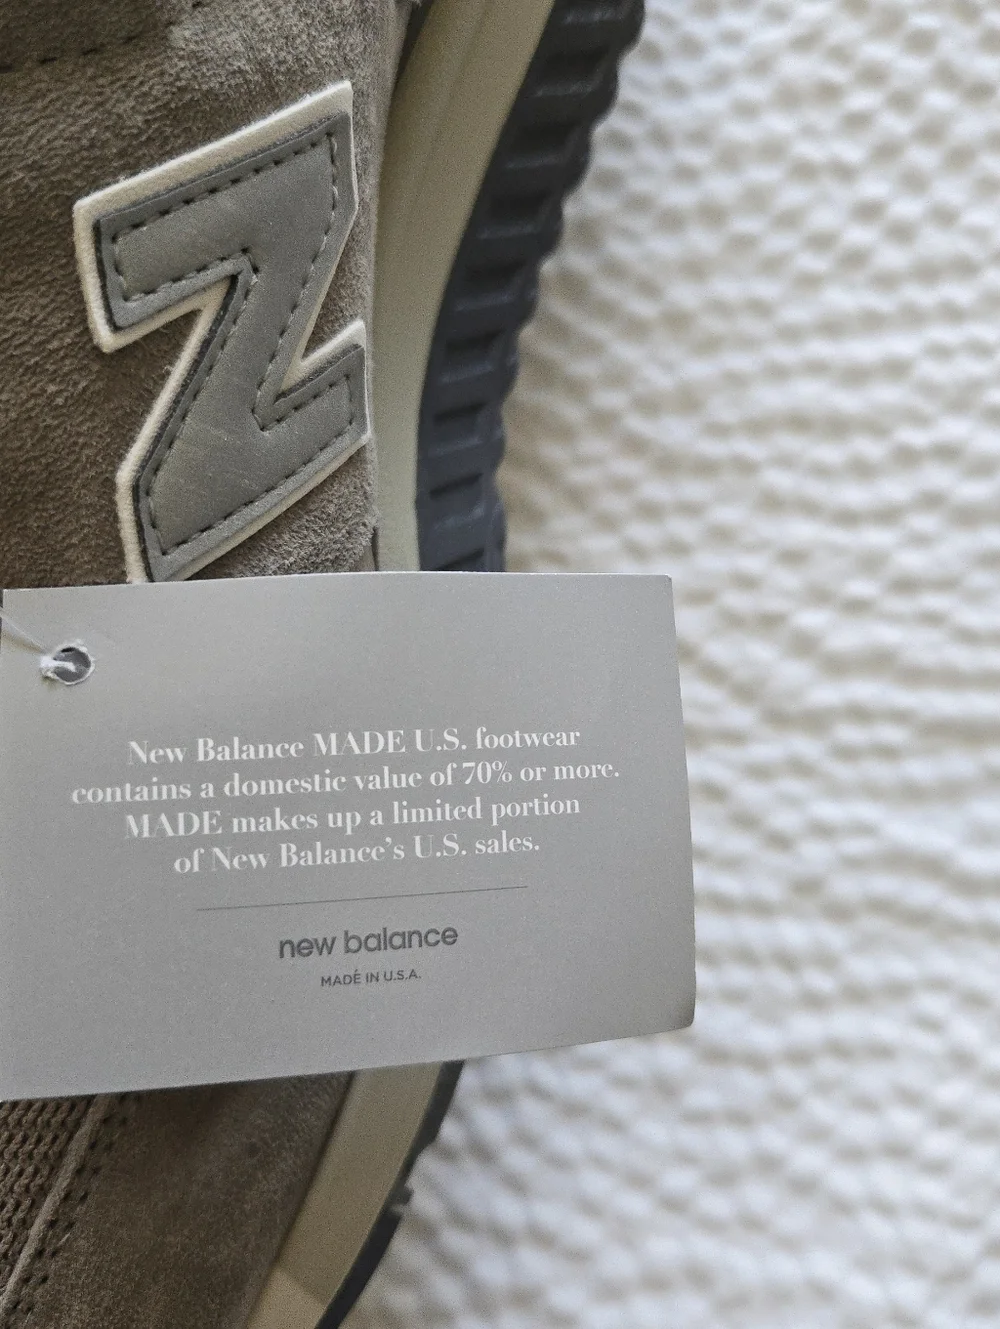 N
New Balance MADE U.S. footwear
contains a domestic value of 70% or more.
MADE makes up a limited portion
of New Balance's U.S. sales.
new balance
MADE IN U.S.A.